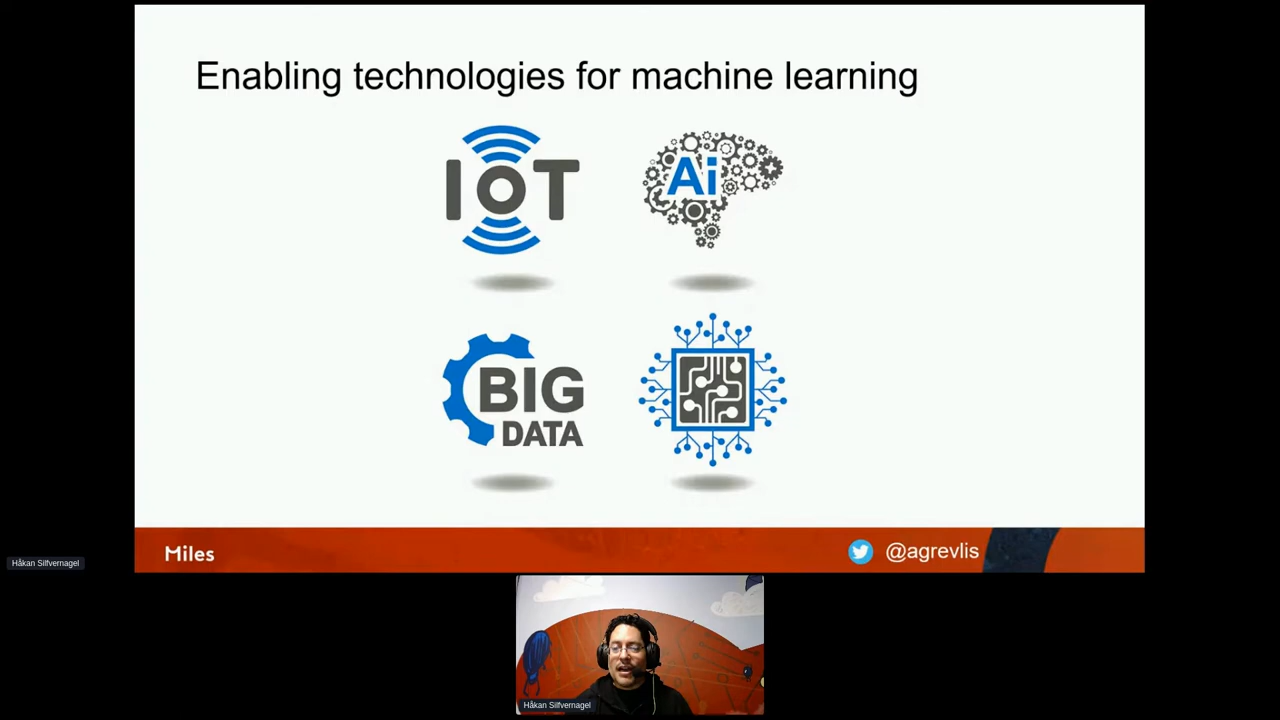 Enabling technologies for machine learning
IOT
Ai
BIG
DATA
Miles
@agrevlis
Håkan Silfvernagel
Håkan Silfvernagel